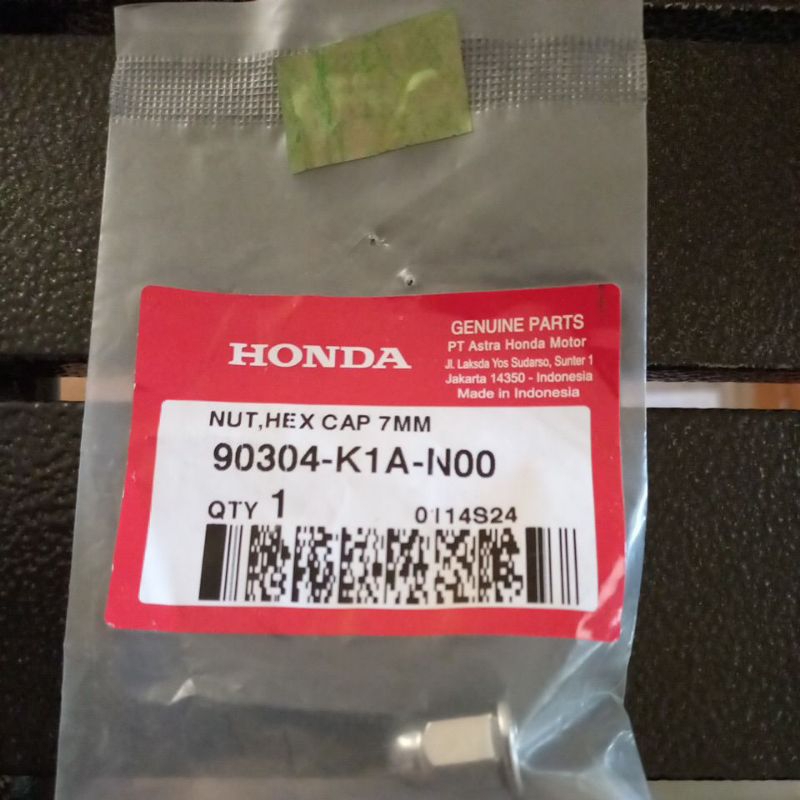 HONDA
GENUINE PARTS
PT Astra Honda Motor
Jl. Laksda Yos Sudarso, Sunter 1
Jakarta 14350 - Indonesia
Made in Indonesia
NUT,HEX CAP 7MM
90304-K1A-N00
QTY 1
0114S24